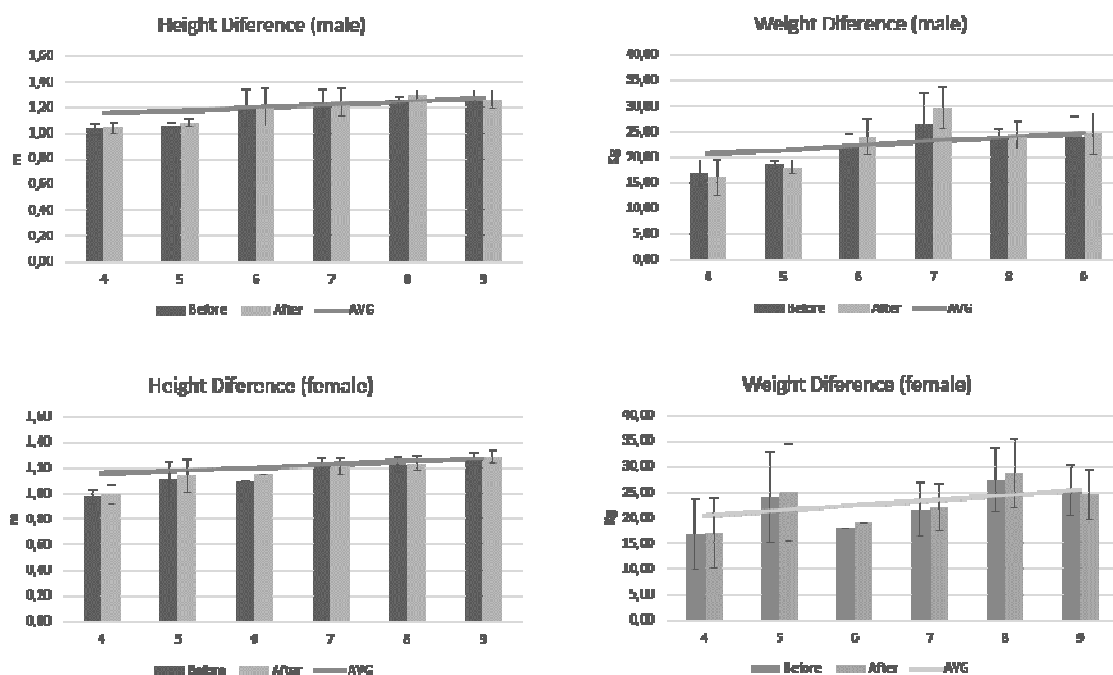 Height Diference (male)
1,60
1,40
1,20
1,00
0,80
0,60
0,40
0,20
0,00
m
4 5 6 7 8 9
Before After AVG
Weight Diference (male)
40,00
35,00
30,00
25,00
20,00
15,00
10,00
5,00
0,00
Kg
4 5 6 7 8 9
Before After AVG
Height Diference (female)
1,60
1,40
1,20
1,00
0,80
0,60
0,40
0,20
0,00
m
4 5 6 7 8 9
Before After AVG
Weight Diference (female)
40,00
35,00
30,00
25,00
20,00
15,00
10,00
5,00
0,00
Kg
4 5 6 7 8 9
Before After AVG